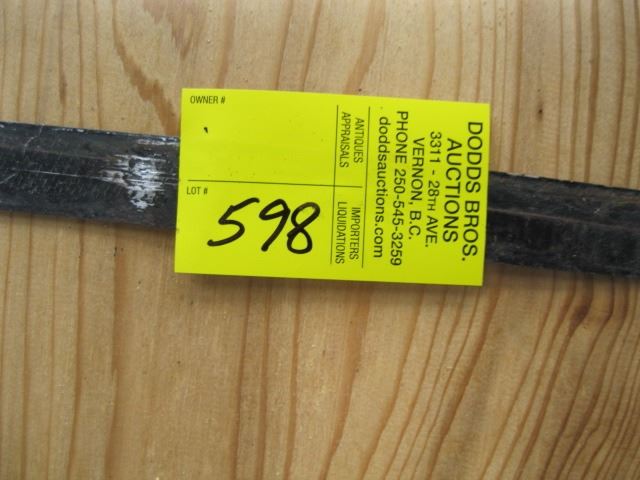 DODDS BROS.
AUCTIONS
3311 - 28TH AVE.
VERNON, B.C.
PHONE 250-545-3259
doddsauctions.com
ANTIQUES
APPRAISALS
IMPORTERS
LIQUIDATIONS
OWNER #
LOT #
598